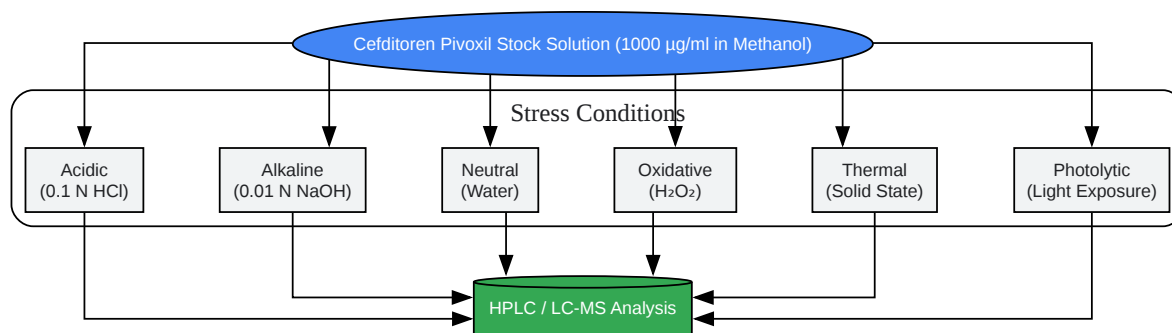 Cefditoren Pivoxil Stock Solution (1000 µg/ml in Methanol)
Stress Conditions
Acidic
(0.1 N HCl)
Alkaline
(0.01 N NaOH)
Neutral
(Water)
Oxidative
(H₂O₂)
Thermal
(Solid State)
Photolytic
(Light Exposure)
HPLC / LC-MS Analysis